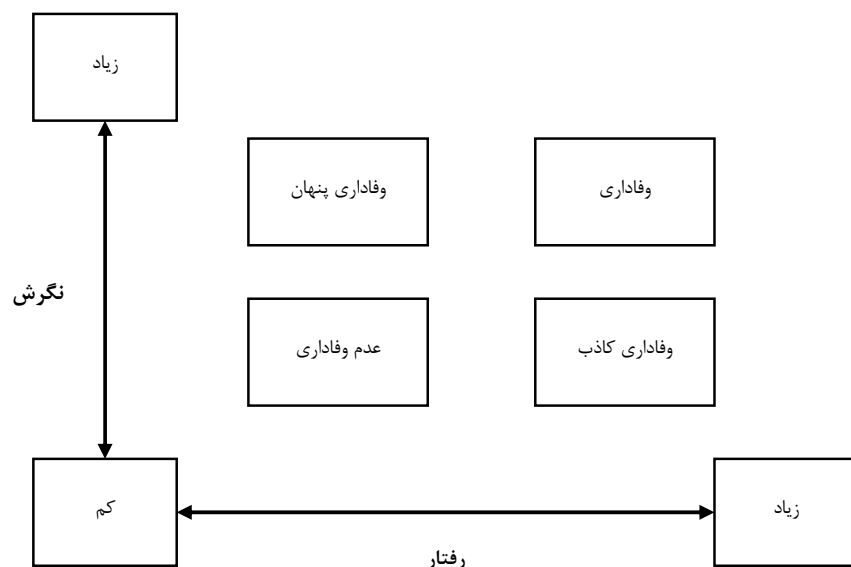 زیاد
وفاداری
وفاداری پنهان
نگرش
وفاداری کاذب
عدم وفاداری
زیاد
کم
رفتار